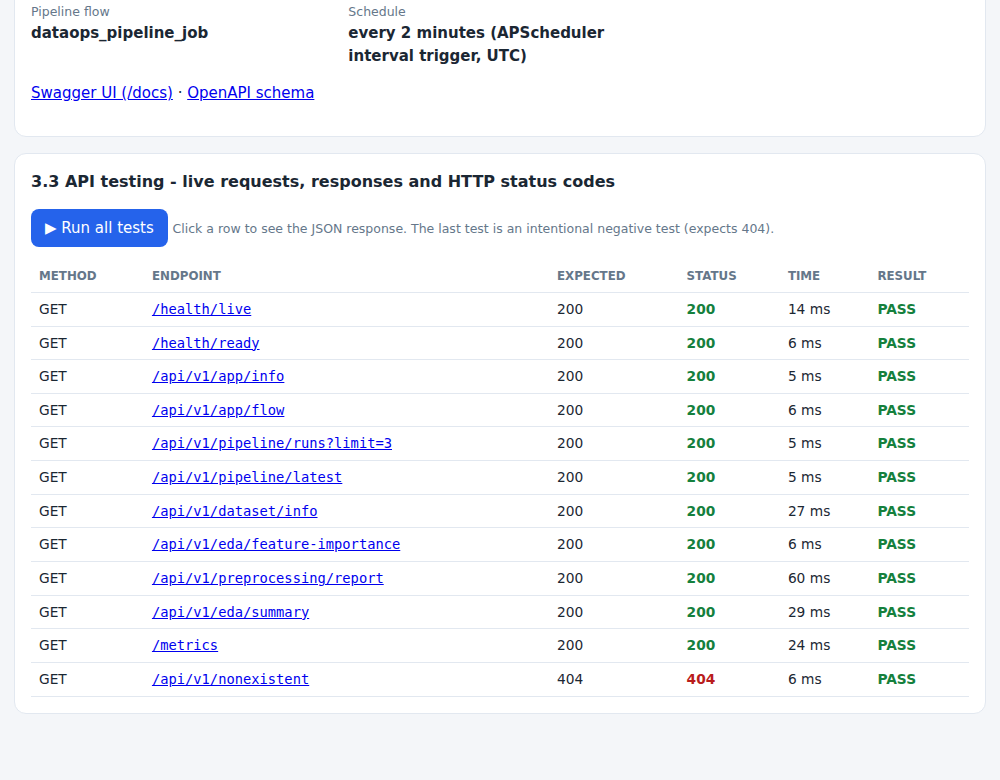 Pipeline flow
Schedule
dataops_pipeline_job
every 2 minutes (APScheduler
interval trigger, UTC)
Swagger UI (/docs) · OpenAPI schema
3.3 API testing - live requests, responses and HTTP status codes
▶ Run all tests Click a row to see the JSON response. The last test is an intentional negative test (expects 404).
METHOD ENDPOINT EXPECTED STATUS TIME RESULT
GET /health/live 200 200 14 ms PASS
GET /health/ready 200 200 6 ms PASS
GET /api/v1/app/info 200 200 5 ms PASS
GET /api/v1/app/flow 200 200 6 ms PASS
GET /api/v1/pipeline/runs?limit=3 200 200 5 ms PASS
GET /api/v1/pipeline/latest 200 200 5 ms PASS
GET /api/v1/dataset/info 200 200 27 ms PASS
GET /api/v1/eda/feature-importance 200 200 6 ms PASS
GET /api/v1/preprocessing/report 200 200 60 ms PASS
GET /api/v1/eda/summary 200 200 29 ms PASS
GET /metrics 200 200 24 ms PASS
GET /api/v1/nonexistent 404 404 6 ms PASS